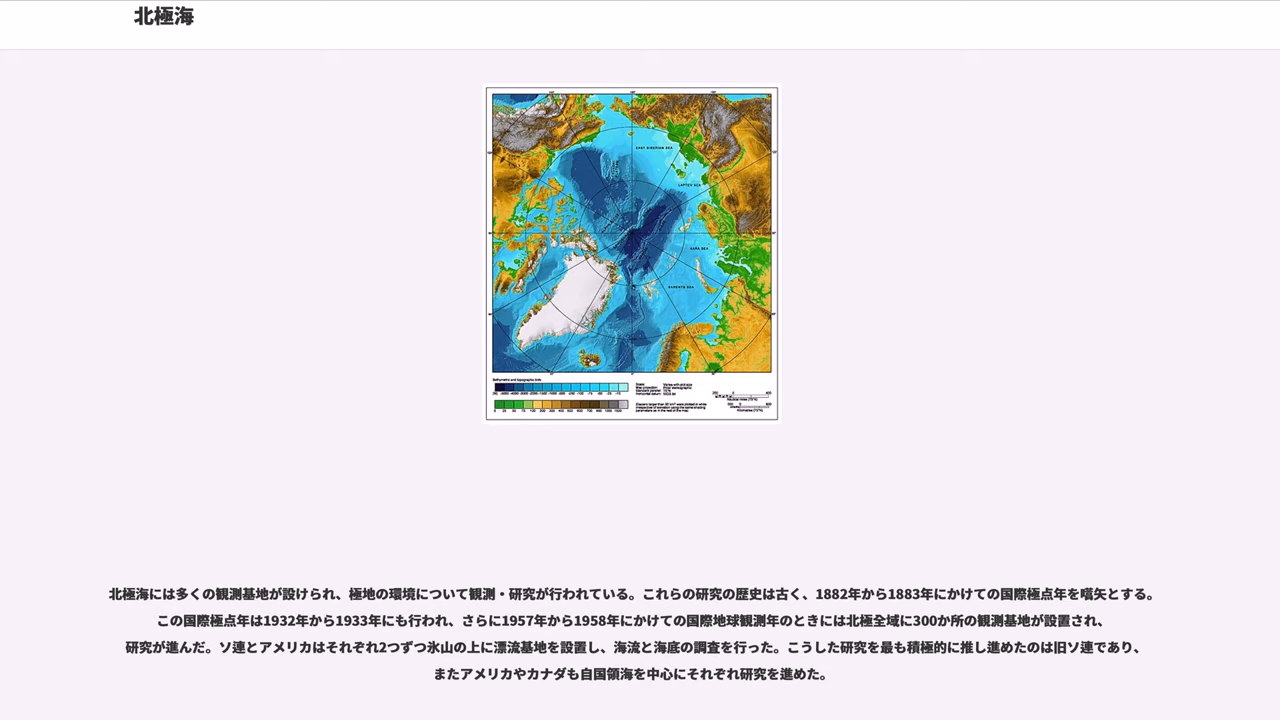 北極海
EAST SIBERIAN SEA
LAPTEV SEA
KARA SEA
BARENTS SEA
北極海には多くの観測基地が設けられ、極地の環境について観測・研究が行われている。これらの研究の歴史は古く、1882年から1883年にかけての国際極点年を嚆矢とする。
この国際極点年は1932年から1933年にも行われ、さらに1957年から1958年にかけての国際地球観測年のときには北極全域に300か所の観測基地が設置され、
研究が進んだ。ソ連とアメリカはそれぞれ2つずつ氷山の上に漂流基地を設置し、海流と海底の調査を行った。こうした研究を最も積極的に推し進めたのは旧ソ連であり、
またアメリカやカナダも自国領海を中心にそれぞれ研究を進めた。